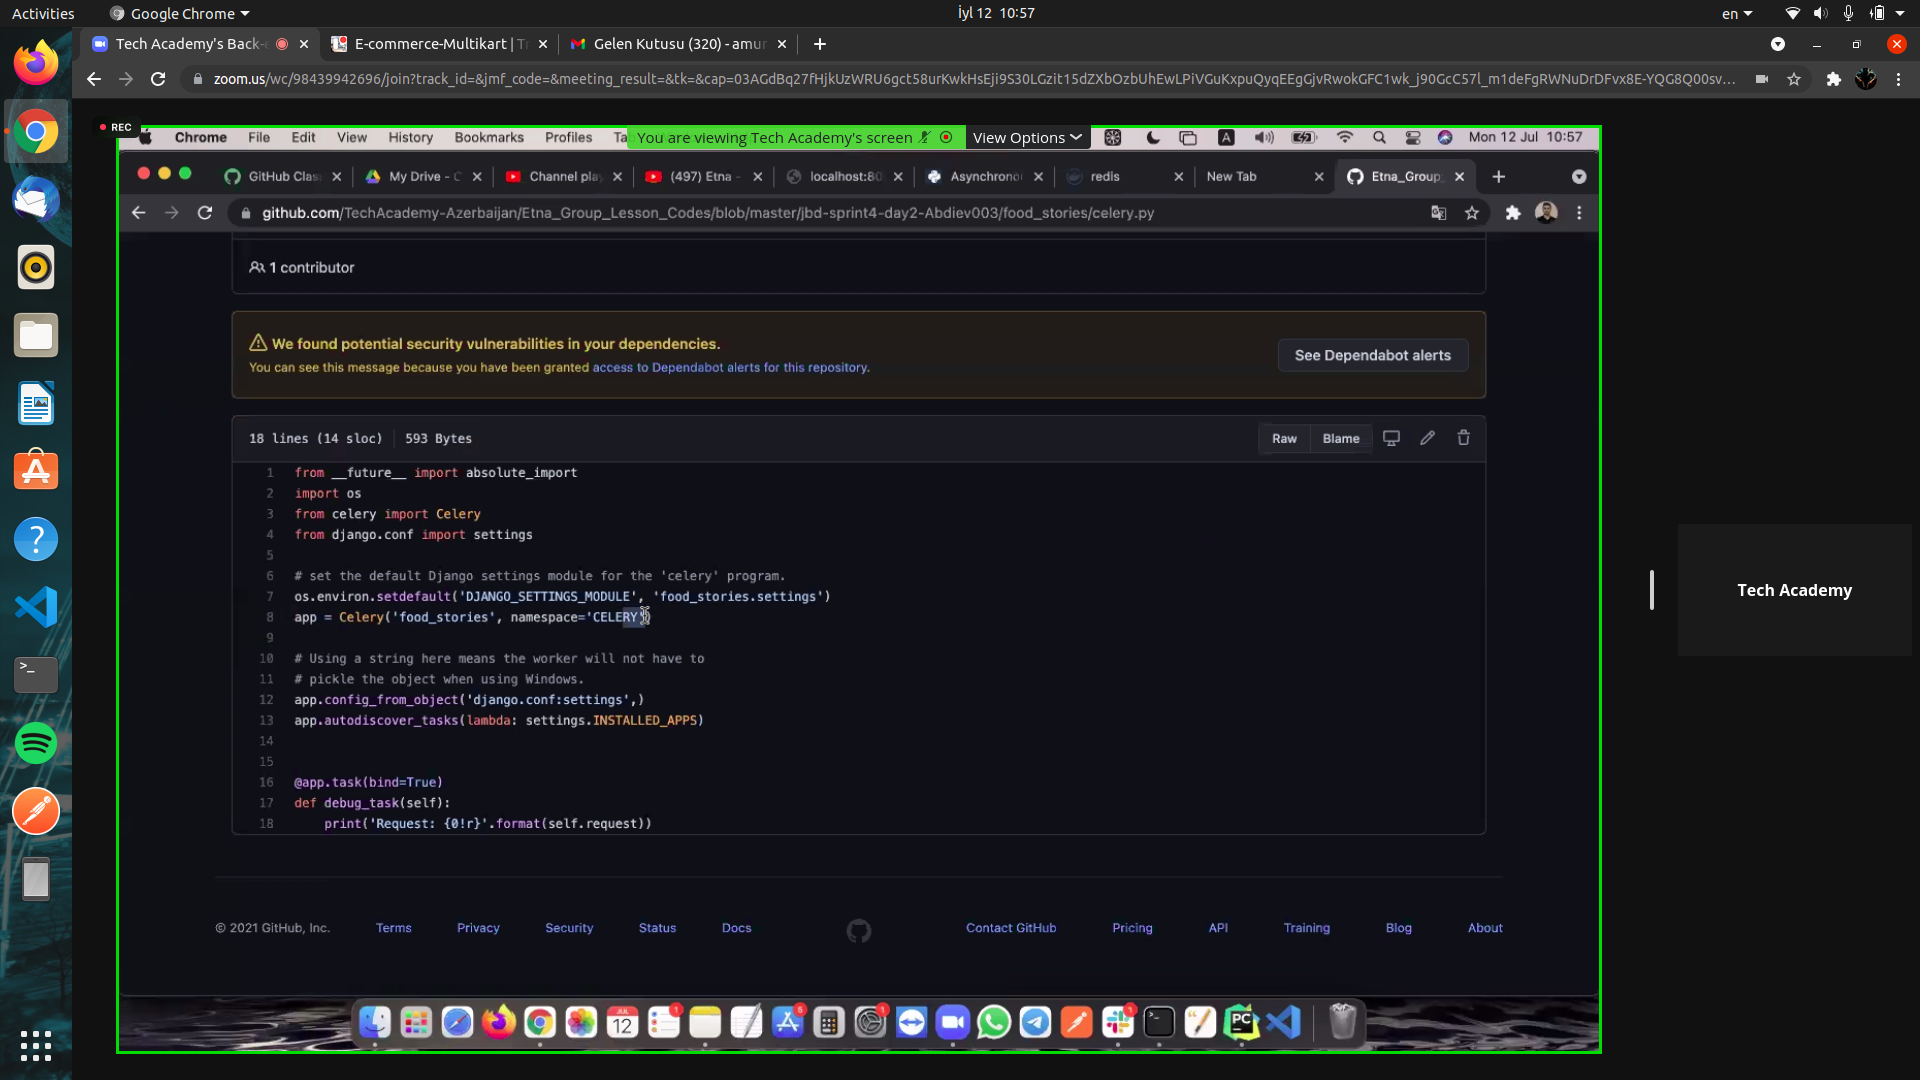 Activities
Google Chrome
İyl 12 10:57
en
Tech Academy's Back-
E-commerce-Multikart | Tr
Gelen Kutusu (320) - amur
zoom.us/wc/98439942696/join?track_id=&jmf_code=&meeting_result=&tk=&cap=03AGdBq27fHjkUzWRU6gct58urKwkHsEji9S30LGzit15dZXbOzbUhEwLPiVGuKxpuQyqEEgGjvRwokGFC1wk_j90GcC57l_m1deFgRWNuDrDFvx8E-YQG8Q00sv...
REC
Chrome File Edit View History Bookmarks Profiles Ta
You are viewing Tech Academy's screen
View Options
A
Mon 12 Jul 10:57
GitHub Clas
My Drive - C
Channel play
(497) Etna -
localhost:80
Asynchrono
redis
New Tab
Etna_Group_
github.com/TechAcademy-Azerbaijan/Etna_Group_Lesson_Codes/blob/master/jbd-sprint4-day2-Abdiev003/food_stories/celery.py
1 contributor
We found potential security vulnerabilities in your dependencies.
You can see this message because you have been granted access to Dependabot alerts for this repository.
See Dependabot alerts
18 lines (14 sloc) 593 Bytes
Raw Blame
1 from __future__ import absolute_import
2 import os
3 from celery import Celery
4 from django.conf import settings
5
6 # set the default Django settings module for the 'celery' program.
7 os.environ.setdefault('DJANGO_SETTINGS_MODULE', 'food_stories.settings')
8 app = Celery('food_stories', namespace='CELERY')
9
10 # Using a string here means the worker will not have to
11 # pickle the object when using Windows.
12 app.config_from_object('django.conf:settings',)
13 app.autodiscover_tasks(lambda: settings.INSTALLED_APPS)
14
15
16 @app.task(bind=True)
17 def debug_task(self):
18 print('Request: {0!r}'.format(self.request))
© 2021 GitHub, Inc. Terms Privacy Security Status Docs Contact GitHub Pricing API Training Blog About
Tech Academy
JUL
12
1
6
1
1
PC